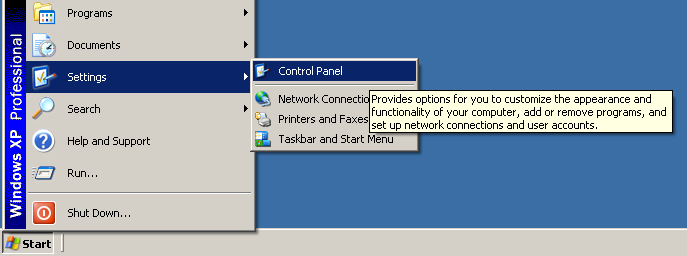 Windows XP Professional
Programs
Documents
Settings
Search
Help and Support
Run...
Shut Down...
Start
Control Panel
Network Connectio
Printers and Faxes
Taskbar and Start Menu
Provides options for you to customize the appearance and
functionality of your computer, add or remove programs, and
set up network connections and user accounts.